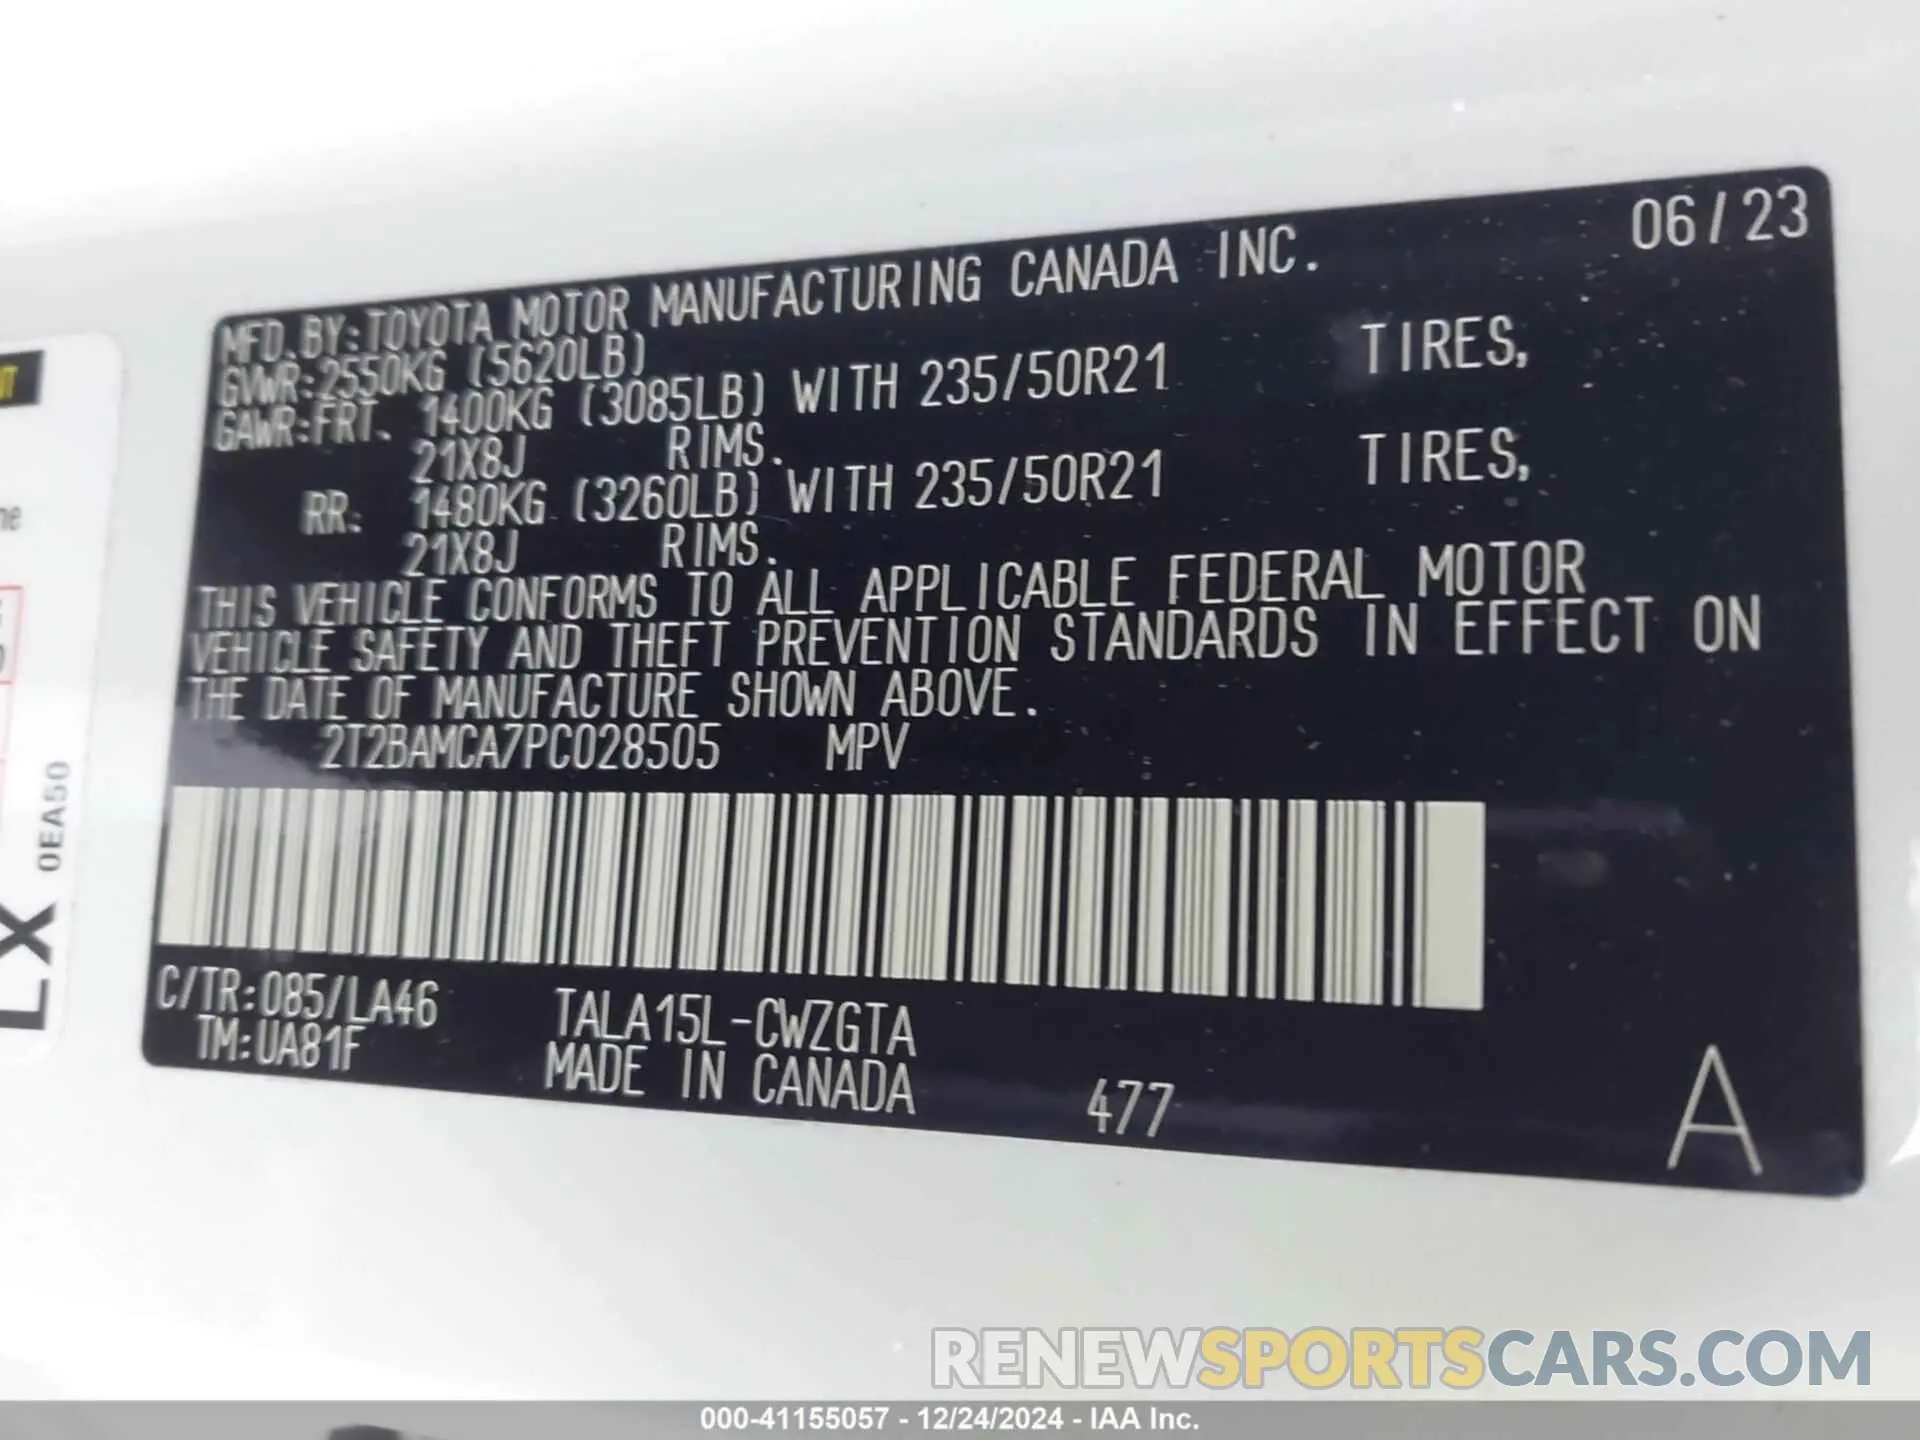 MFD.BY:TOYOTA MOTOR MANUFACTURING CANADA INC. 06/23
GVWR:2550KG (5620LB)
GAWR:FRT. 1400KG (3085LB) WITH 235/50R21 TIRES,
21X8J RIMS.
RR: 1480KG (3260LB) WITH 235/50R21 TIRES,
21X8J RIMS.
THIS VEHICLE CONFORMS TO ALL APPLICABLE FEDERAL MOTOR
VEHICLE SAFETY AND THEFT PREVENTION STANDARDS IN EFFECT ON
THE DATE OF MANUFACTURE SHOWN ABOVE.
2T2BAMCA7PC028505 MPV
C/TR:085/LA46 TALA15L-CWZGTA
TM:UA81F MADE IN CANADA 477 A
LX 0EA50
RENEWSPORTSCARS.COM
000-41155057 - 12/24/2024 - IAA Inc.